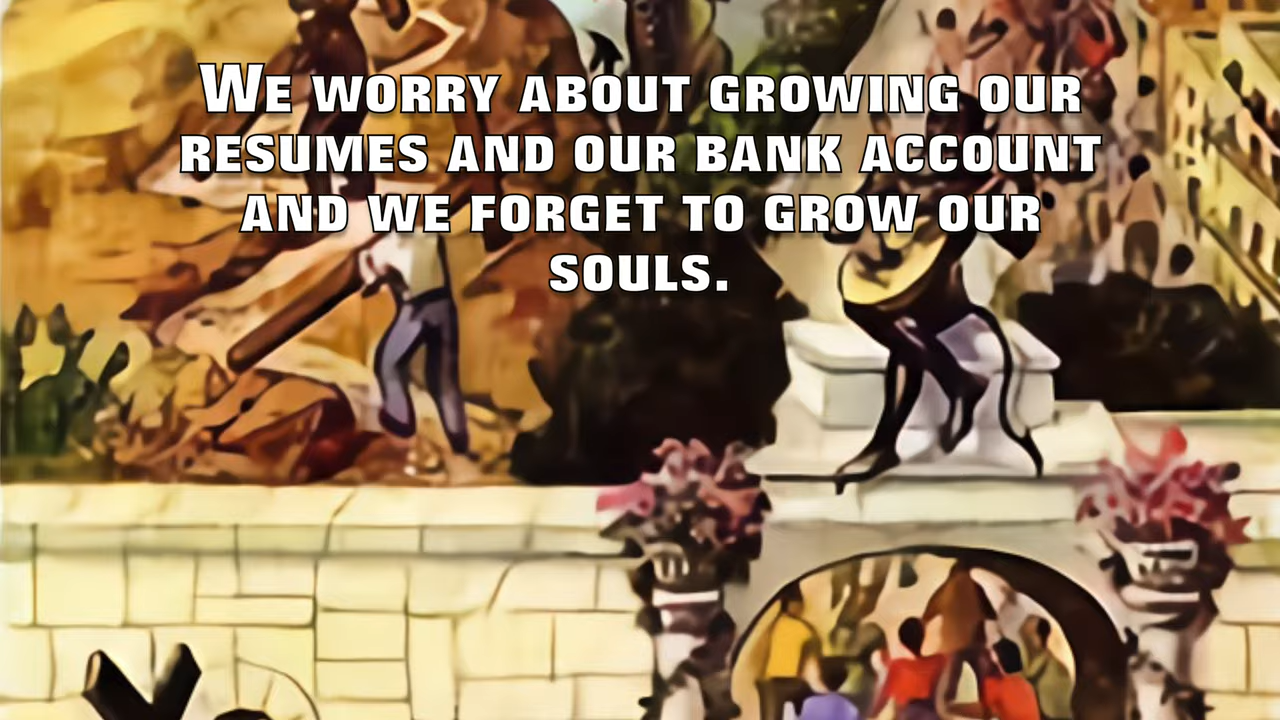 We worry about growing our
resumes and our bank account
and we forget to grow our
souls.